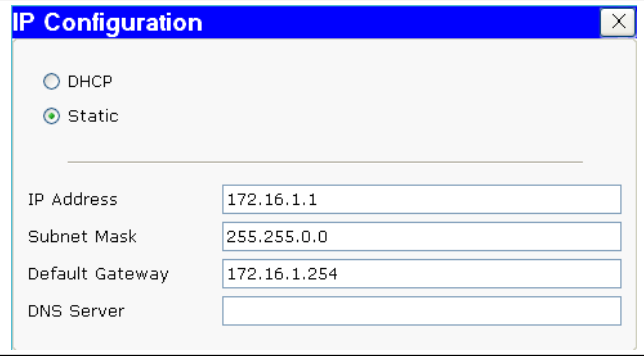 IP Configuration
DHCP
Static
IP Address 172.16.1.1
Subnet Mask 255.255.0.0
Default Gateway 172.16.1.254
DNS Server